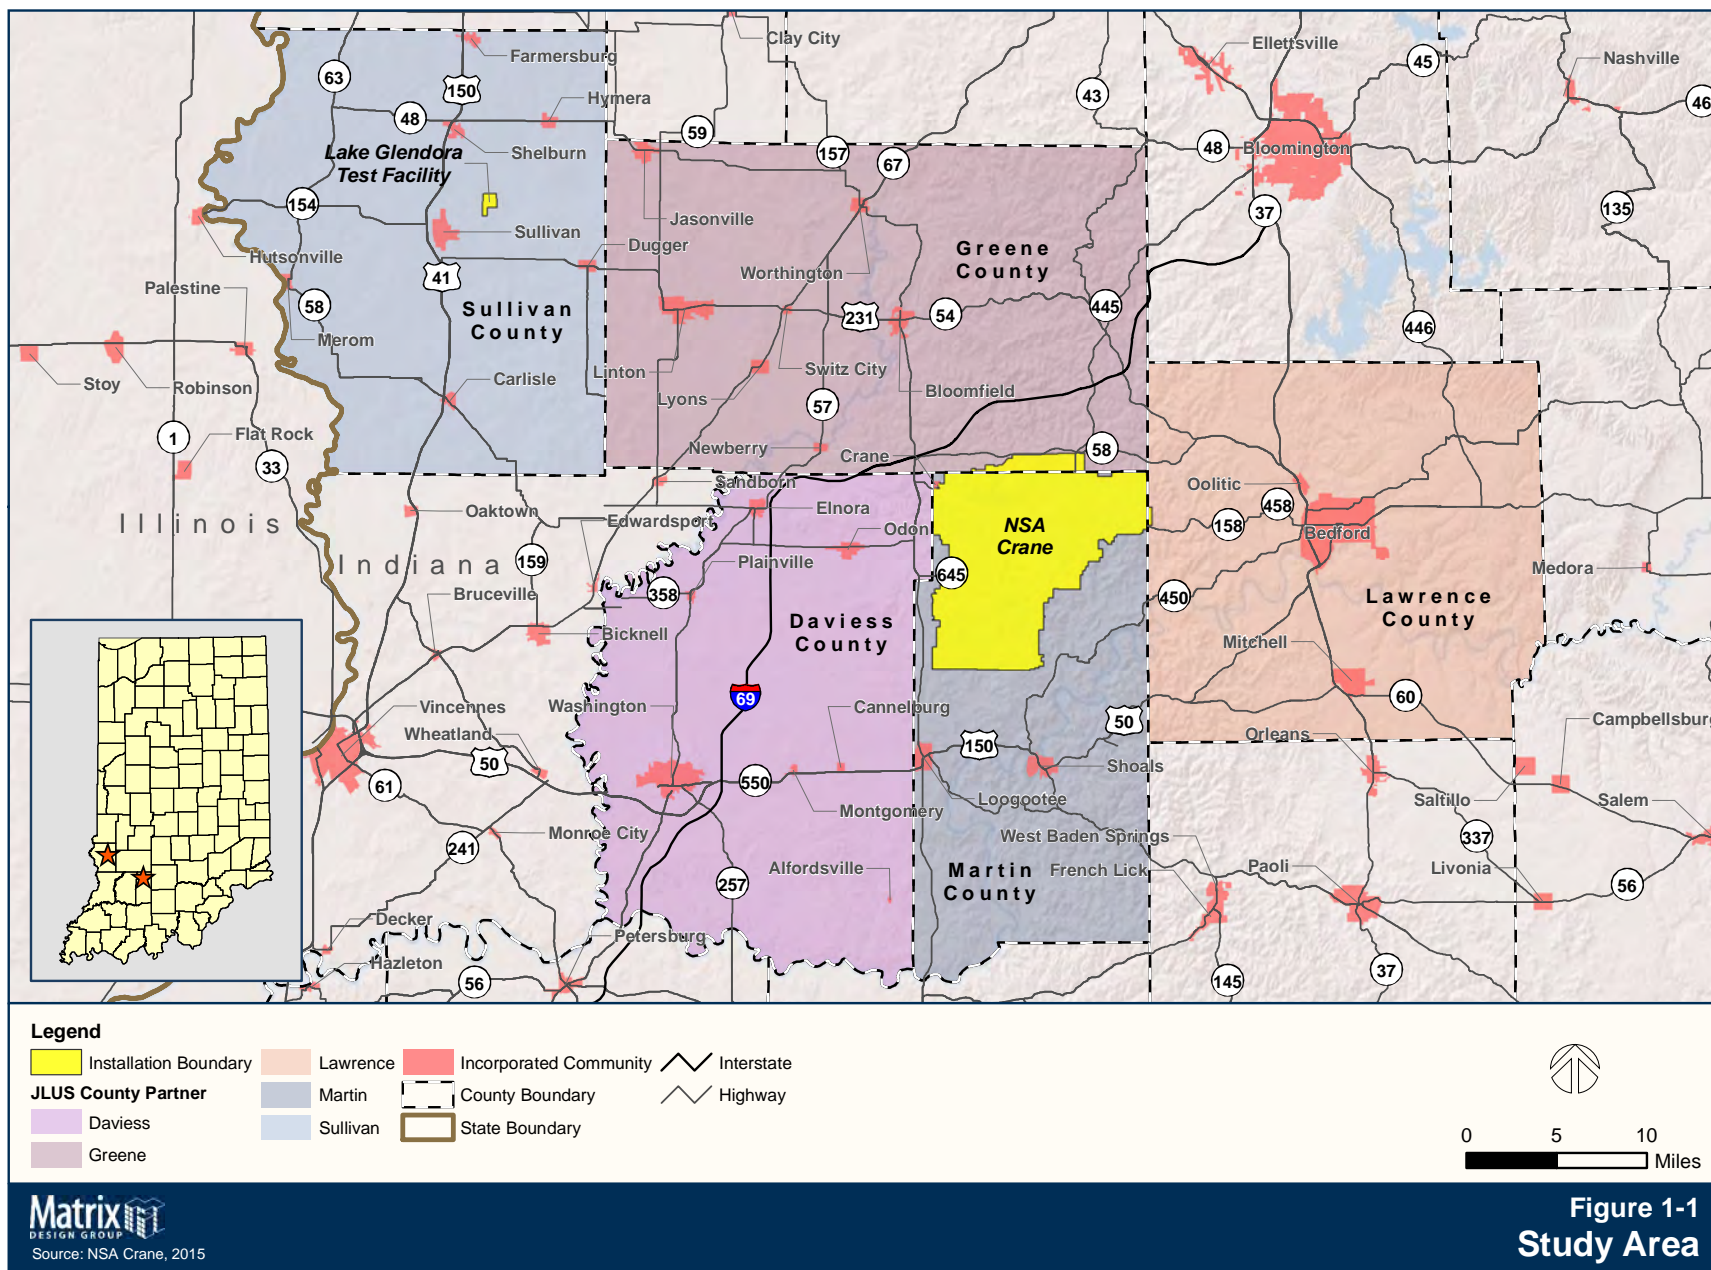 Clay City
Ellettsville
Nashville
Farmersburg
63
150
45
43
46
Hymera
48
59
Shelburn
Lake Glendora
Test Facility
157
67
48
Bloomington
154
Jasonville
37
135
Sullivan
Dugger
Hutsonville
Greene
County
Worthington
Palestine
41
58
Sullivan
County
231
54
445
446
Merom
Stoy
Robinson
Carlisle
Linton
Switz City
Lyons
Bloomfield
57
1
Flat Rock
33
Newberry
Crane
58
Sandborn
Oolitic
Oaktown
Edwardsport
Elnora
Odon
NSA
Crane
458
158
Bedford
Illinois
Indiana
159
Plainville
645
Medora
Bruceville
358
450
Lawrence
County
Daviess
County
Bicknell
Mitchell
69
60
Vincennes
Washington
Cannelburg
50
Campbellsburg
Wheatland
150
Orleans
50
Shoals
61
550
Montgomery
Loogootee
Saltillo
Salem
Monroe City
West Baden Springs
337
241
Alfordsville
Martin
County
French Lick
Paoli
Livonia
257
56
Decker
Petersburg
Hazleton
56
145
37
Legend
Installation Boundary
JLUS County Partner
Daviess
Greene
Lawrence
Martin
Sullivan
Incorporated Community
County Boundary
State Boundary
Interstate
Highway
0 5 10
Miles
Matrix
DESIGN GROUP
Source: NSA Crane, 2015
Figure 1-1
Study Area